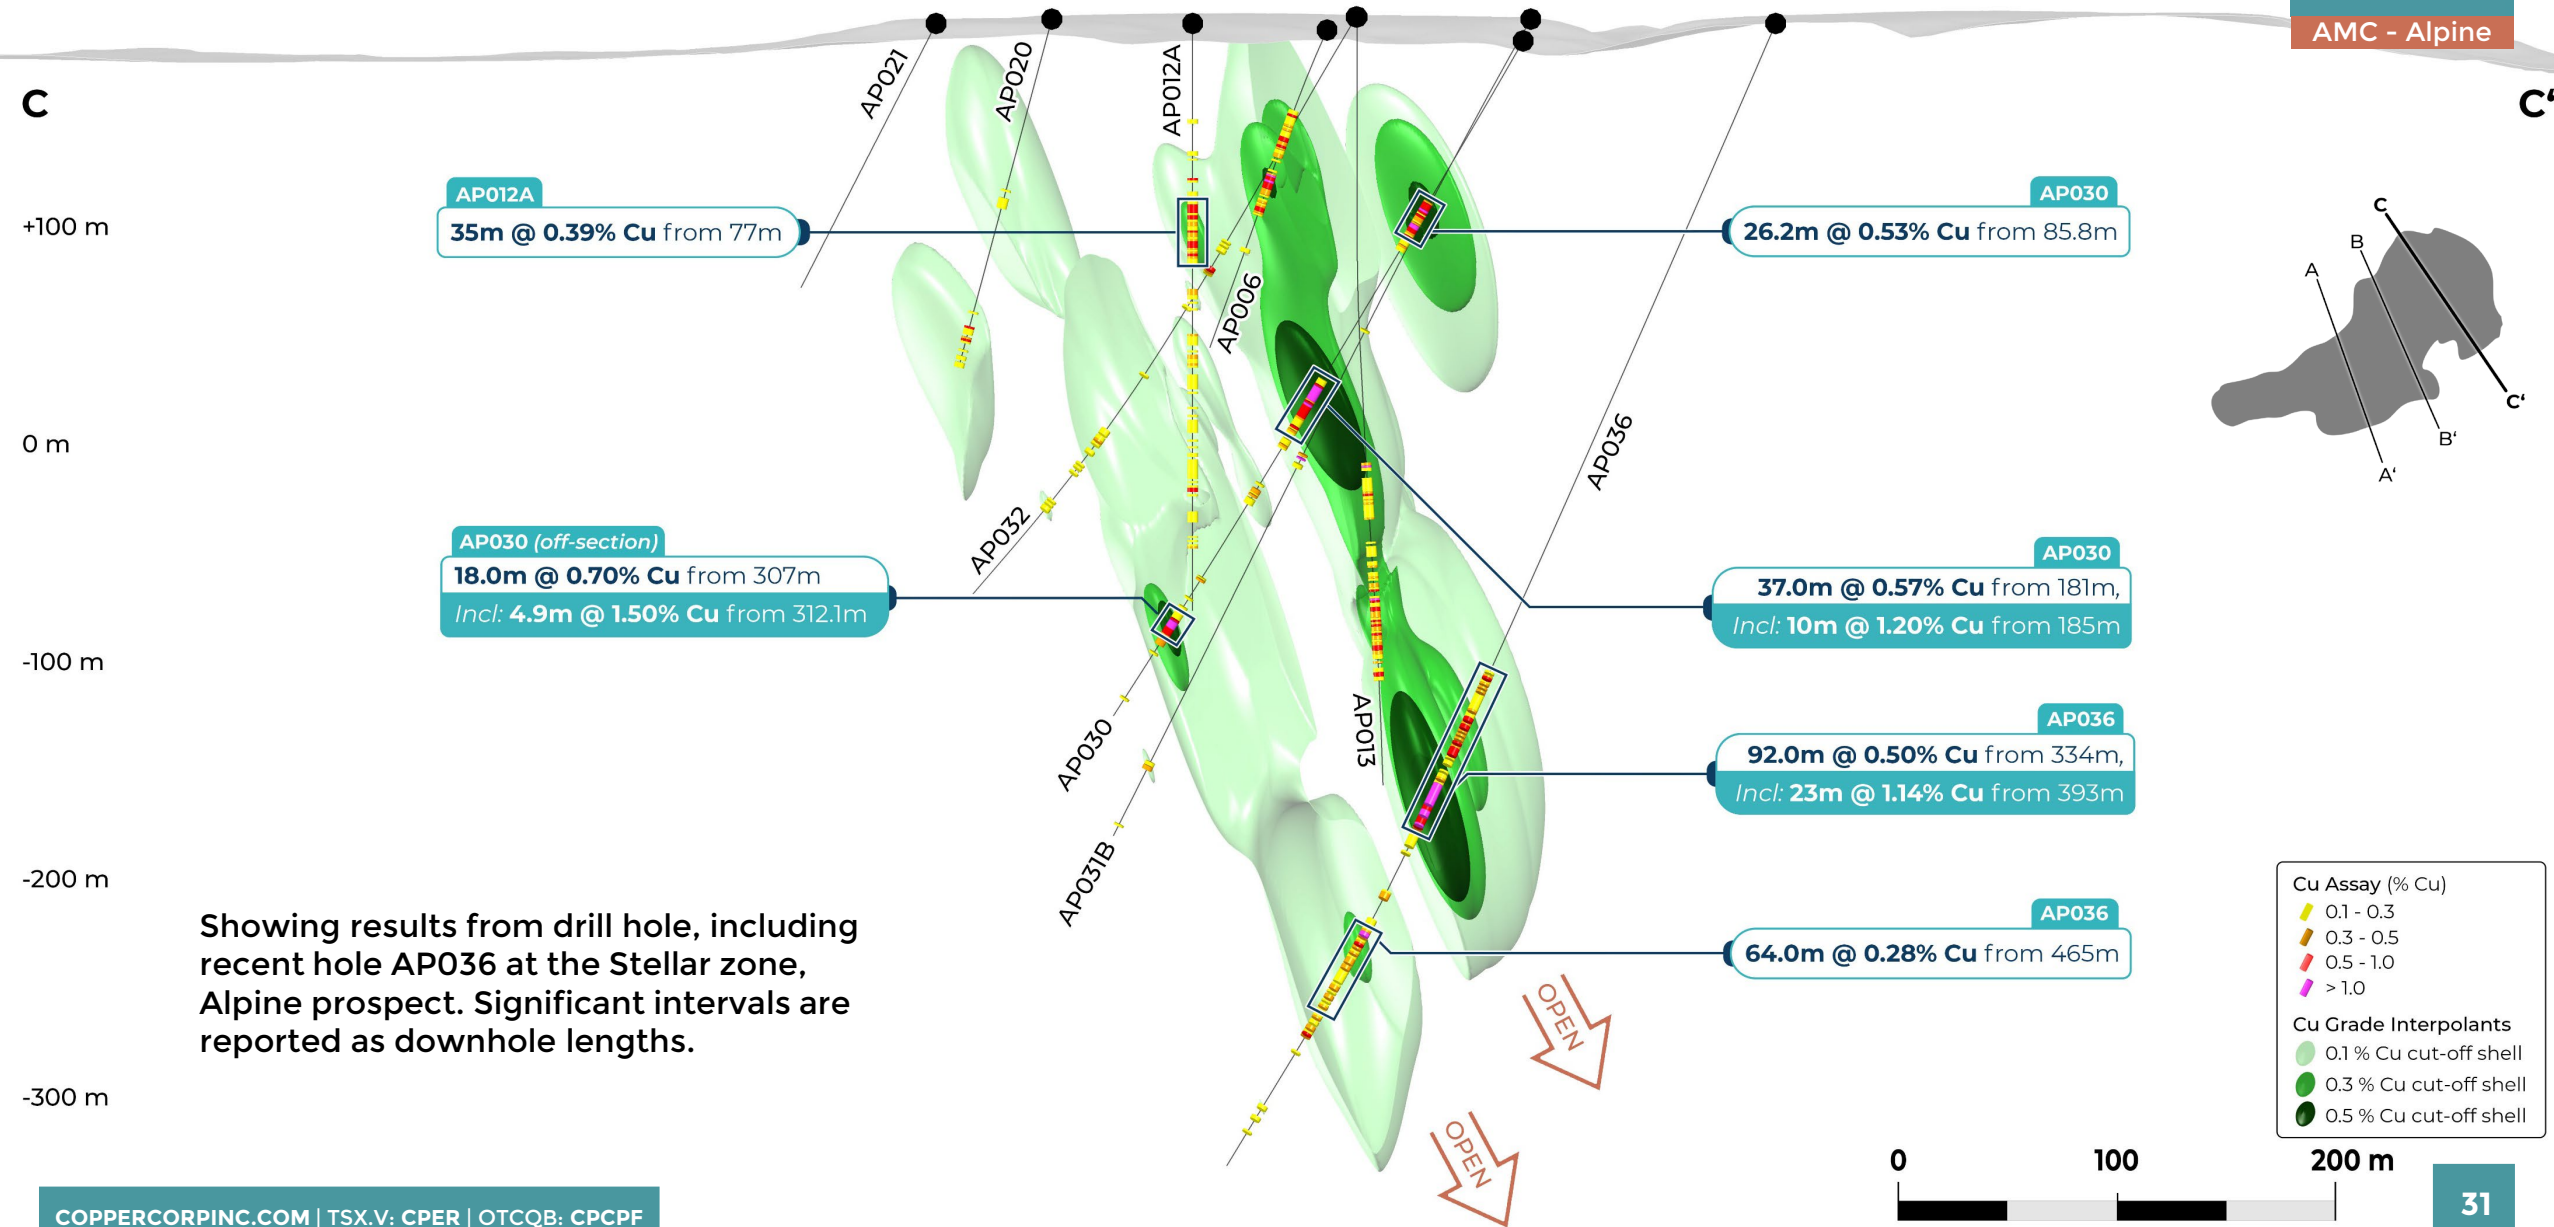 AMC - Alpine
C
C'
AP021
AP020
AP012A
AP012A
35m @ 0.39% Cu from 77m
AP030
26.2m @ 0.53% Cu from 85.8m
+100 m
0 m
-100 m
-200 m
-300 m
C
B
A
C'
B'
A'
AP006
AP036
AP032
AP030 (off-section)
18.0m @ 0.70% Cu from 307m
Incl: 4.9m @ 1.50% Cu from 312.1m
AP030
37.0m @ 0.57% Cu from 181m,
Incl: 10m @ 1.20% Cu from 185m
AP030
AP013
AP036
92.0m @ 0.50% Cu from 334m,
Incl: 23m @ 1.14% Cu from 393m
AP031B
AP036
64.0m @ 0.28% Cu from 465m
Showing results from drill hole, including
recent hole AP036 at the Stellar zone,
Alpine prospect. Significant intervals are
reported as downhole lengths.
OPEN
OPEN
Cu Assay (% Cu)
0.1 - 0.3
0.3 - 0.5
0.5 - 1.0
> 1.0
Cu Grade Interpolants
0.1 % Cu cut-off shell
0.3 % Cu cut-off shell
0.5 % Cu cut-off shell
0 100 200 m
COPPERCORPINC.COM | TSX.V: CPER | OTCQB: CPCPF
31